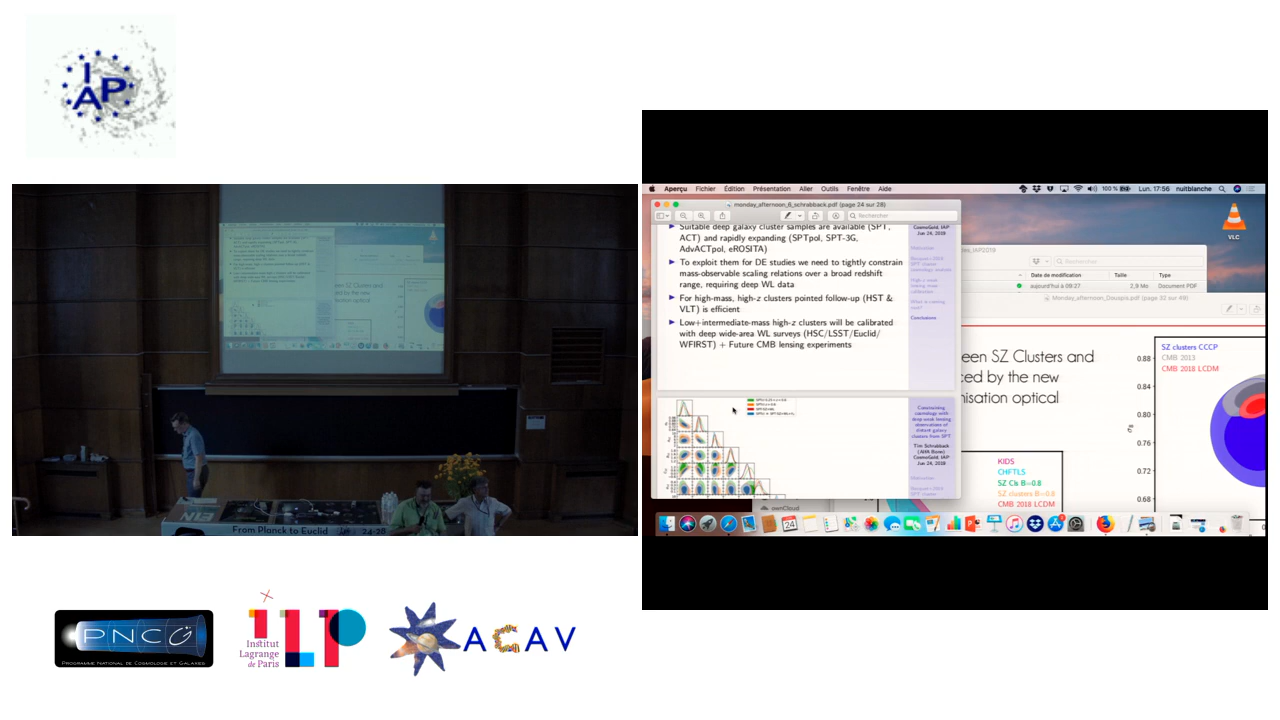 IAP
Aperçu Fichier Édition Présentation Aller Outils Fenêtre Aide
100 % Lun. 17:56 nuitblanche
monday_afternoon_6_schrabback.pdf (page 24 sur 28)
Rechercher
Suitable deep galaxy cluster samples are available (SPT,
ACT) and rapidly expanding (SPTpol, SPT-3G,
AdvACTpol, eROSITA)
To exploit them for DE studies we need to tightly constrain
mass-observable scaling relations over a broad redshift
range, requiring deep WL data
For high-mass, high-z clusters pointed follow-up (HST &
VLT) is efficient
Low+intermediate-mass high-z clusters will be calibrated
with deep wide-area WL surveys (HSC/LSST/Euclid/
WFIRST) + Future CMB lensing experiments
CosmoGold, IAP
Jun 24, 2019
Conclusions
Constraining
cosmology with
deep weak lensing
observations of
distant galaxy
clusters from SPT
Tim Schrabback
(AIfA Bonn)
CosmoGold, IAP
Jun 24, 2019
Motivation
VLC
es_IAP2019
Rechercher
Date de modification Taille Type
aujourd'hui à 09:27 2,9 Mo Document PDF
Monday_afternoon_Douspis.pdf (page 32 sur 49)
een SZ Clusters and
ced by the new
nisation optical
KIDS
CHFTLS
SZ Cls B=0.8
SZ clusters B=0.8
CMB 2018 LCDM
SZ clusters CCCP
CMB 2013
CMB 2018 LCDM
0.88
0.84
0.80
0.76
0.72
0.68
σ8
ownCloud
24
From Planck to Euclid
24-28
PNCG
PROGRAMME NATIONAL DE COSMOLOGIE ET GALAXIES
ILP
Institut
Lagrange
de Paris
ACAV